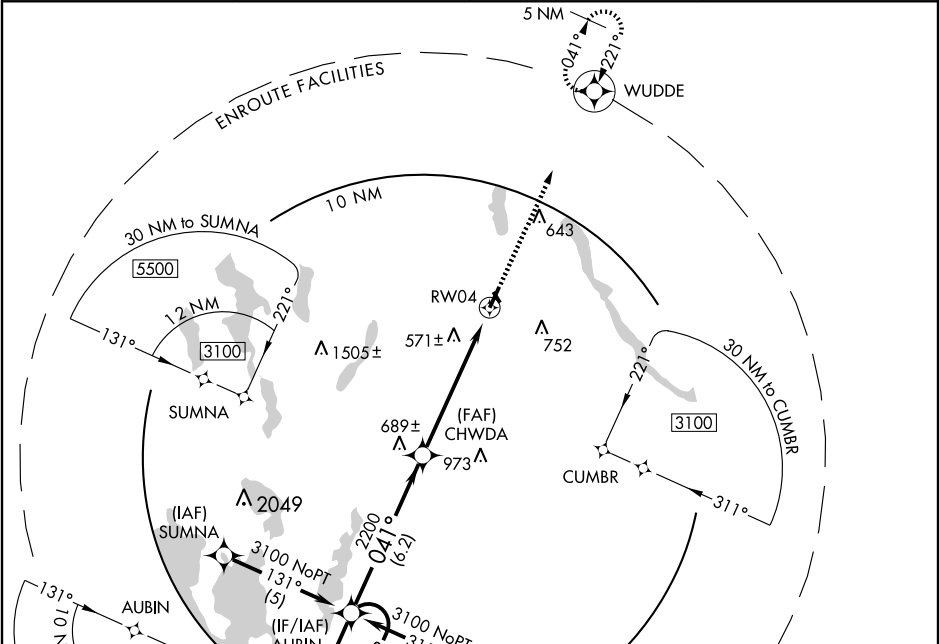 5 NM
041°
221°
WUDDE
ENROUTE FACILITIES
10 NM
30 NM to SUMNA
5500
643
221°
12 NM
RW04
131°
3100
571±
1505±
752
30 NM to CUMBR
221°
SUMNA
3100
689±
(FAF)
CHWDA
973
CUMBR
311°
2049
(IAF)
SUMNA
2200
041°
(6.2)
3100 NoPT
131°
(5)
131°
AUBIN
10 N
3100 NoPT
(IF/IAF)
AUBIN